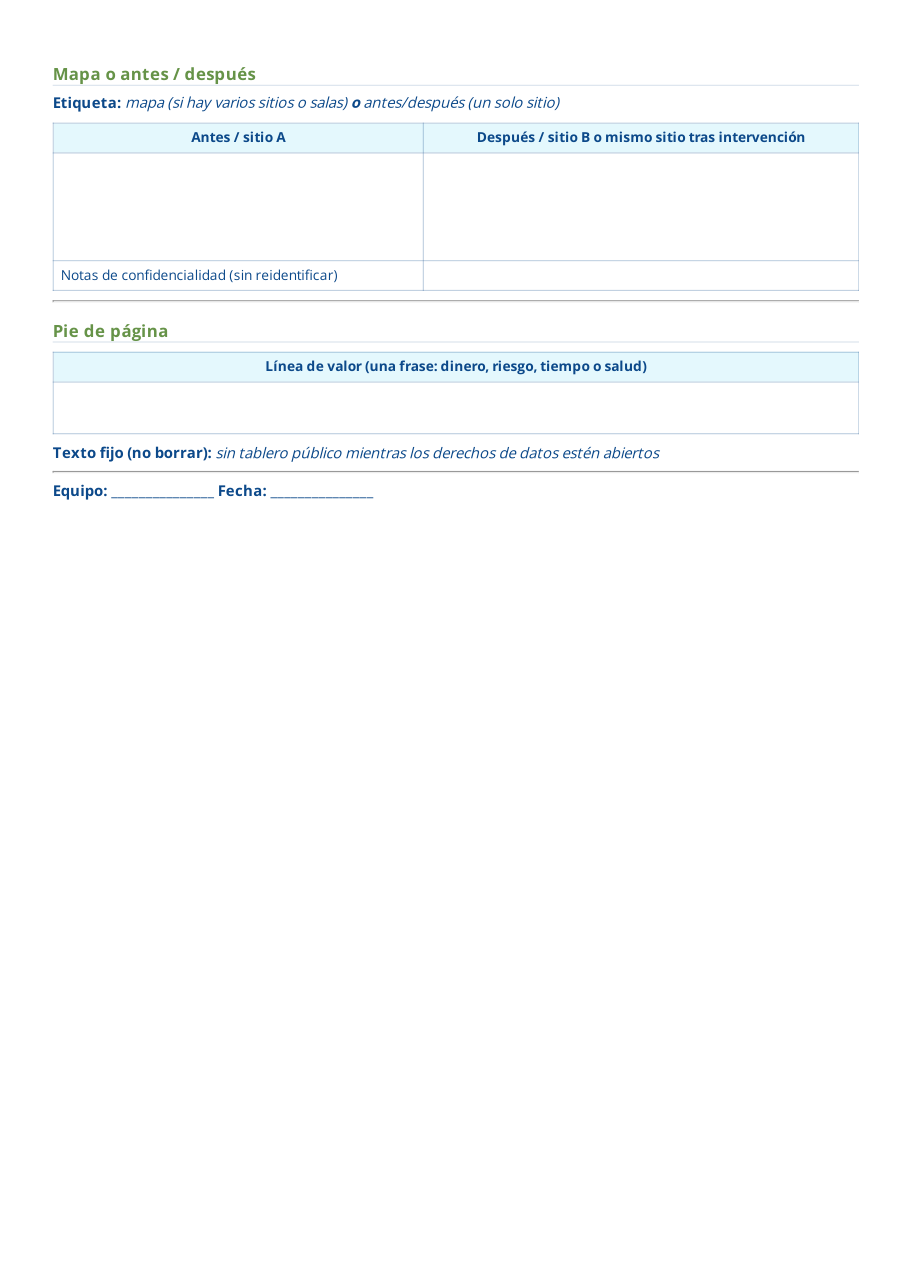 Mapa o antes / después
Etiqueta: mapa (si hay varios sitios o salas) o antes/después (un solo sitio)
Antes / sitio A
Después / sitio B o mismo sitio tras intervención
Notas de confidencialidad (sin reidentificar)
Pie de página
Línea de valor (una frase: dinero, riesgo, tiempo o salud)
Texto fijo (no borrar): sin tablero público mientras los derechos de datos estén abiertos
Equipo: ______________ Fecha: ______________